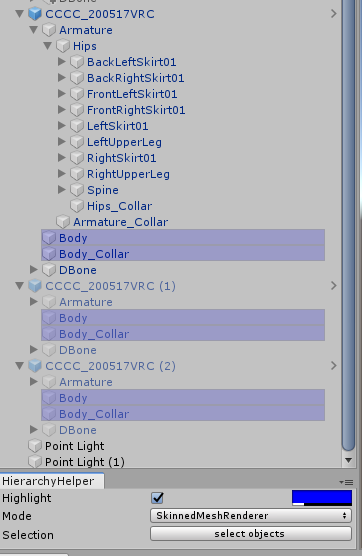 CCCC_200517VRC
Armature
Hips
BackLeftSkirt01
BackRightSkirt01
FrontLeftSkirt01
FrontRightSkirt01
LeftSkirt01
LeftUpperLeg
RightSkirt01
RightUpperLeg
Spine
Hips_Collar
Armature_Collar
Body
Body_Collar
DBone
CCCC_200517VRC (1)
Armature
Body
Body_Collar
DBone
CCCC_200517VRC (2)
Armature
Body
Body_Collar
DBone
Point Light
Point Light (1)
HierarchyHelper
Highlight
Mode SkinnedMeshRenderer
Selection select objects